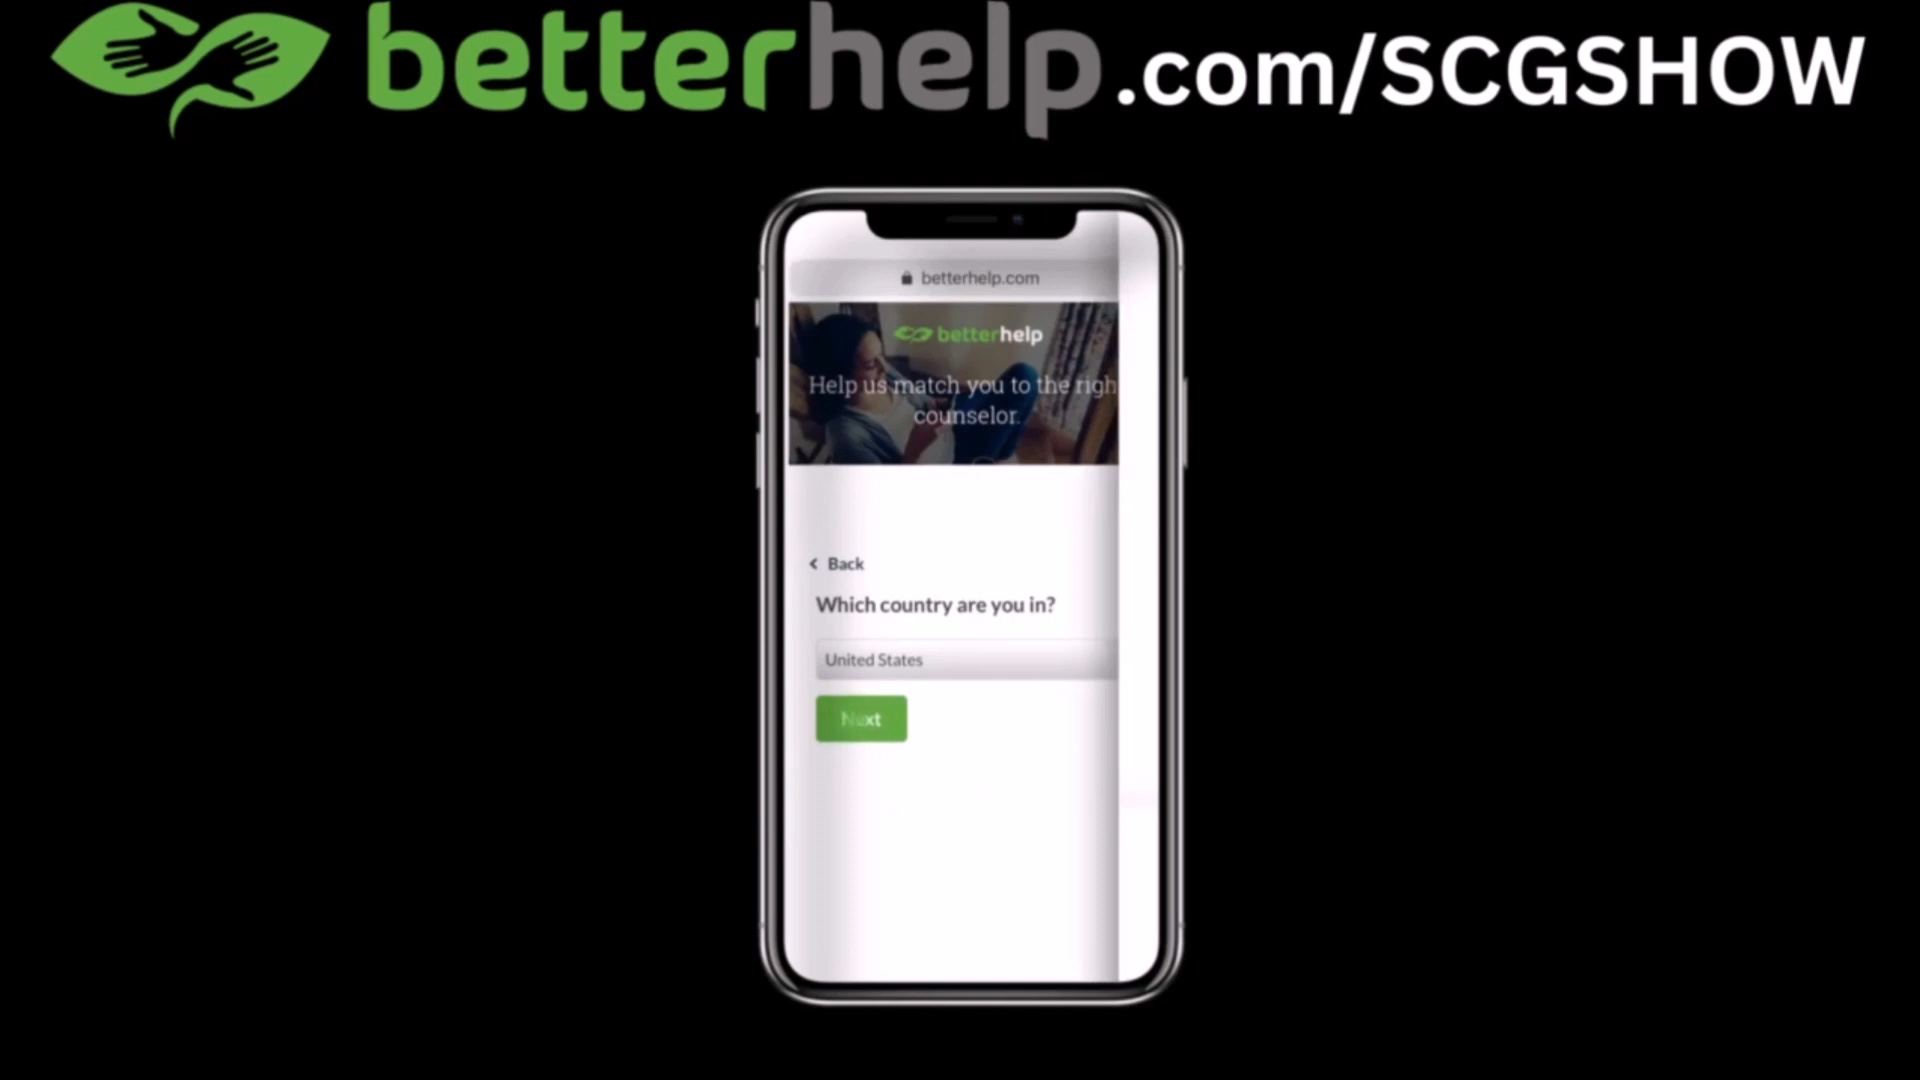 betterhelp.com/SCGSHOW
betterhelp.com
betterhelp
Help us match you to the righ
counselor.
Back
Which country are you in?
United States
Next